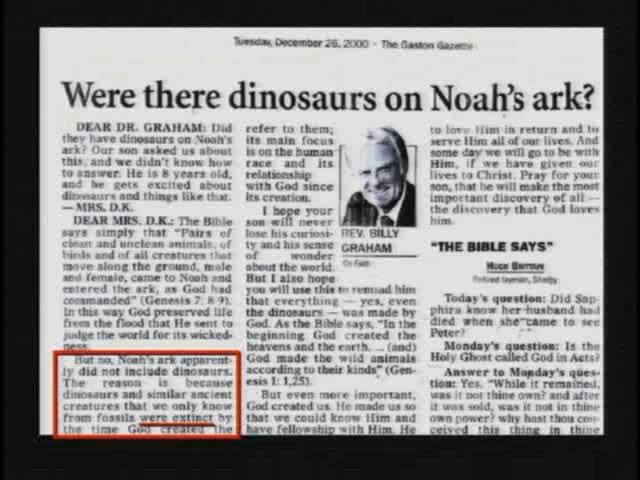 Tuesday, December 26, 2000 - The Gaston Gazette
Were there dinosaurs on Noah's ark?
DEAR DR. GRAHAM: Did
they have dinosaurs on Noah's
ark? Our son asked us about
this, and we didn't know how
to answer. He is 8 years old,
and he gets excited about
dinosaurs and things like that.
— MRS. D.K.
DEAR MRS. D.K.: The Bible
says simply that "Pairs of
clean and unclean animals, of
birds and of all creatures that
move along the ground, male
and female, came to Noah and
entered the ark, as God had
commanded" (Genesis 7: 8-9).
In this way God preserved life
from the flood that He sent to
judge the world for its wicked-
ness.
But no, Noah's ark apparent-
ly did not include dinosaurs.
The reason is because
dinosaurs and similar ancient
creatures that we only know
from fossils were extinct by
the time God created the
refer to them;
its main focus
is on the human
race and its
relationship
with God since
its creation.
I hope your
son will never
lose his curiosi-
ty and his sense
of wonder
about the world.
But I also hope
you will use this to remind him
that everything — yes, even
the dinosaurs — was made by
God. As the Bible says, "In the
beginning God created the
heavens and the earth. ... (and)
God made the wild animals
according to their kinds" (Gen-
esis 1: 1,25).
But even more important,
God created us. He made us so
that we could know Him and
have fellowship with Him. He
REV. BILLY
GRAHAM
On Faith
to love Him in return and to
serve Him all of our lives. And
some day we will go to be with
Him, if we have given our
lives to Christ. Pray for your
son, that he will make the most
important discovery of all —
the discovery that God loves
him.
"THE BIBLE SAYS"
Retired layman, Shelby
Today's question: Did Sap-
phira know her husband had
died when she came to see
Peter?
Monday's question: Is the
Holy Ghost called God in Acts?
Answer to Monday's ques-
tion: Yes. "While it remained,
was it not thine own? and after
it was sold, was it not in thine
own power? why hast thou con-
ceived this thing in thine